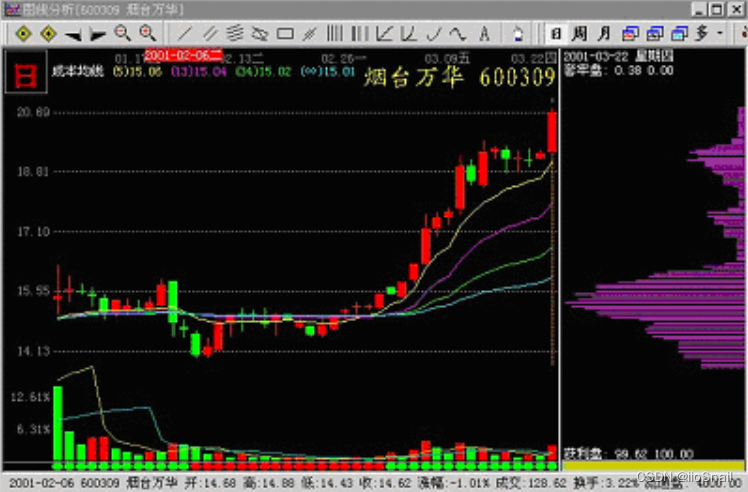 图线分析[600309 烟台万华]
日 周 月 多
2001-02-06二
02.13二 02.26一 03.09五 03.22四
2001-03-22 星期四
日 成本均线 (5)15.06 (13)15.04 (34)15.02 (∞)15.01
烟台万华 600309
套牢盘: 0.38 0.00
20.69
18.81
17.10
15.55
14.13
12.61%
6.31%
获利盘: 99.62 100.00
2001-02-06 烟台万华 开:14.68 高:14.88 低:14.43 收:14.62 涨幅:-1.01% 成交:128.62 换手:3.22%
CSDN @lio5nail